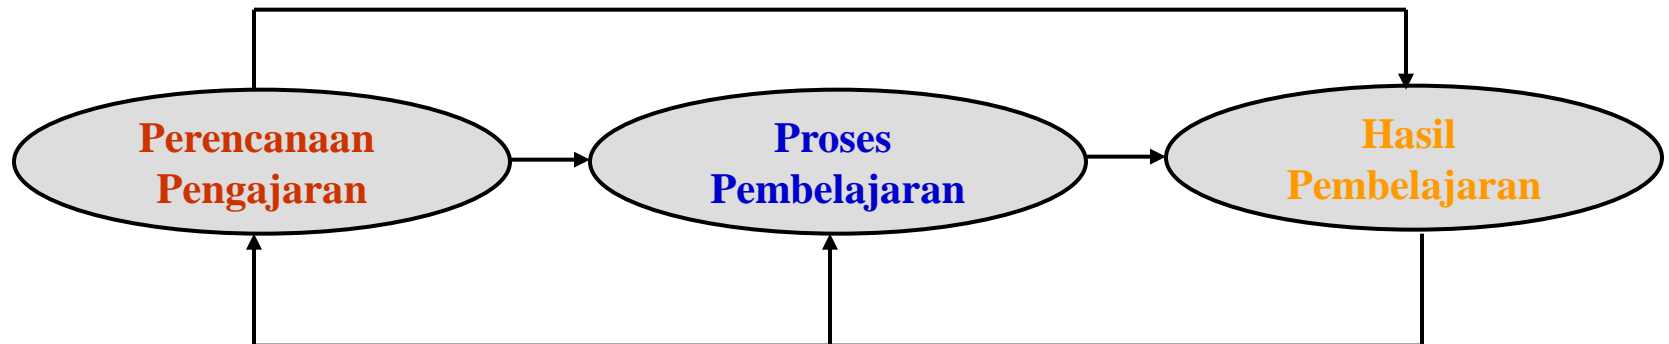 Perencanaan
Pengajaran
Proses
Pembelajaran
Hasil
Pembelajaran